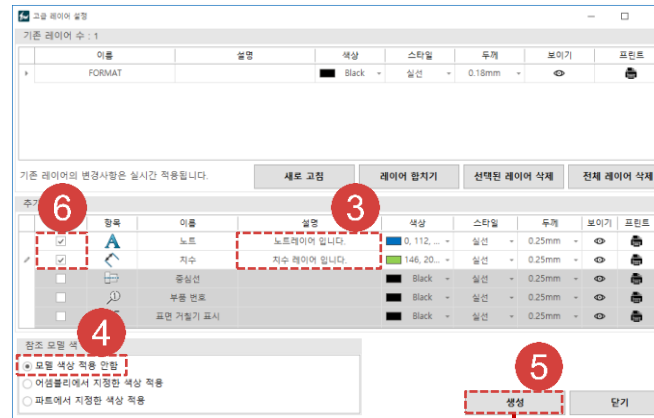 고급 레이어 설정
기존 레이어 수 : 1
이름 설명 색상 스타일 두께 보이기 프린트
FORMAT Black 실선 0.18mm
기존 레이어의 변경사항은 실시간 적용됩니다.
새로 고침 레이어 합치기 선택된 레이어 삭제 전체 레이어 삭제
6 3
추가
항목 이름 설명 색상 스타일 두께 보이기 프린트
A 노트 노트레이어 입니다. 0, 112, ... 실선 0.25mm
치수 치수 레이어 입니다. 146, 20... 실선 0.25mm
중심선 Black 실선 0.25mm
부품 번호 Black 실선 0.25mm
표면 거칠기 표시 Black 실선 0.25mm
4
참조 모델 색
모델 색상 적용 안함
어셈블리에서 지정한 색상 적용
파트에서 지정한 색상 적용
5
생성 닫기